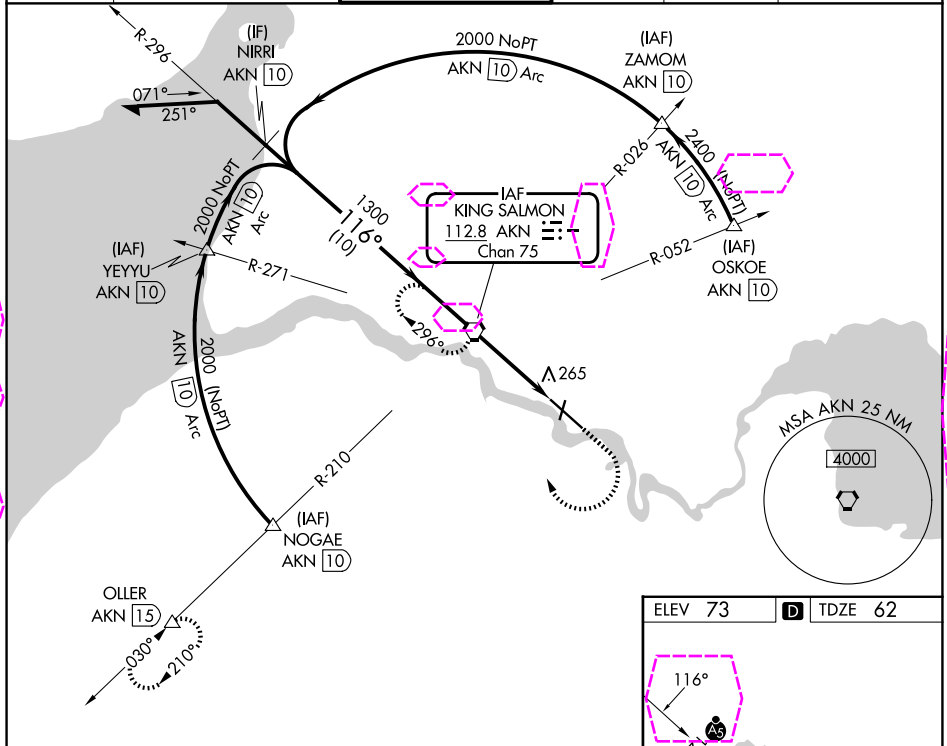 R-296
(IF)
NIRRI
AKN 10
2000 NoPT
AKN 10 Arc
(IAF)
ZAMOM
AKN 10
071°
251°
R-026
2400 (NoPT)
AKN 10 Arc
2000 NoPT
AKN 10 Arc
1300
116°
(10)
IAF
KING SALMON
112.8 AKN
Chan 75
R-052
(IAF)
OSKOE
AKN 10
(IAF)
YEYYU
AKN 10
R-271
296°
265
2000 (NoPT)
AKN 10 Arc
MSA AKN 25 NM
4000
R-210
(IAF)
NOGAE
AKN 10
OLLER
AKN 15
030°
210°
ELEV 73 D TDZE 62
116°
A5